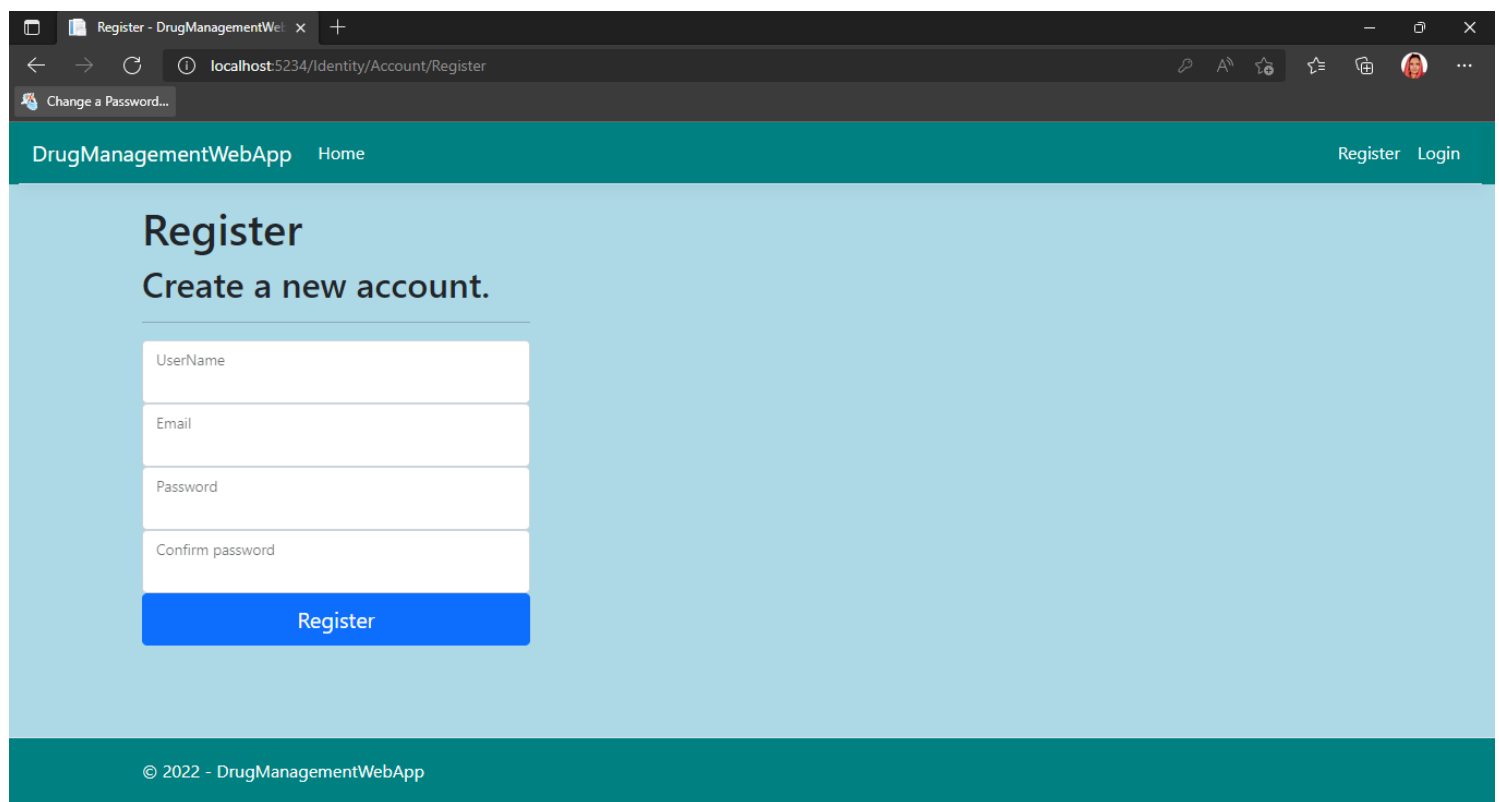 Register - DrugManagementWel
localhost:5234/Identity/Account/Register
Change a Password...
DrugManagementWebApp Home Register Login
Register
Create a new account.
UserName
Email
Password
Confirm password
Register
© 2022 - DrugManagementWebApp